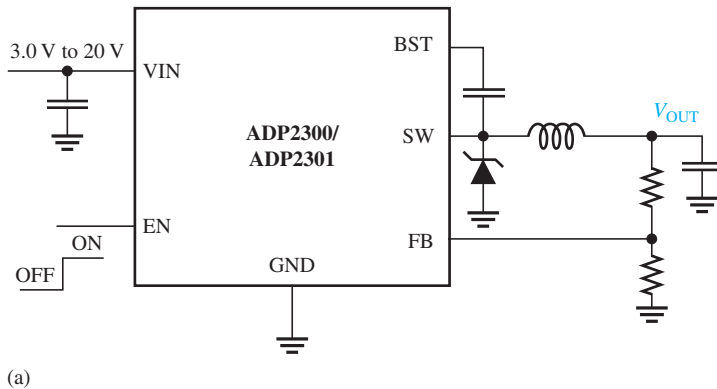 3.0 V to 20 V
VIN
BST
ADP2300/
ADP2301
SW
VOUT
EN
ON
OFF
FB
GND
(a)